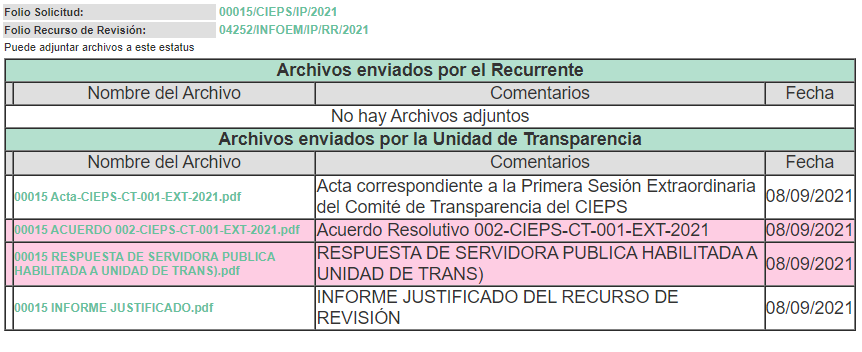 Folio Solicitud: 00015/CIEPS/IP/2021
Folio Recurso de Revisión: 04252/INFOEM/IP/RR/2021
Puede adjuntar archivos a este estatus
Archivos enviados por el Recurrente
Nombre del Archivo Comentarios Fecha
No hay Archivos adjuntos
Archivos enviados por la Unidad de Transparencia
Nombre del Archivo Comentarios Fecha
00015 Acta-CIEPS-CT-001-EXT-2021.pdf
Acta correspondiente a la Primera Sesión Extraordinaria
del Comité de Transparencia del CIEPS
08/09/2021
00015 ACUERDO 002-CIEPS-CT-001-EXT-2021.pdf Acuerdo Resolutivo 002-CIEPS-CT-001-EXT-2021 08/09/2021
00015 RESPUESTA DE SERVIDORA PUBLICA
HABILITADA A UNIDAD DE TRANS).pdf
RESPUESTA DE SERVIDORA PUBLICA HABILITADA A
UNIDAD DE TRANS)
08/09/2021
00015 INFORME JUSTIFICADO.pdf
INFORME JUSTIFICADO DEL RECURSO DE
REVISIÓN
08/09/2021